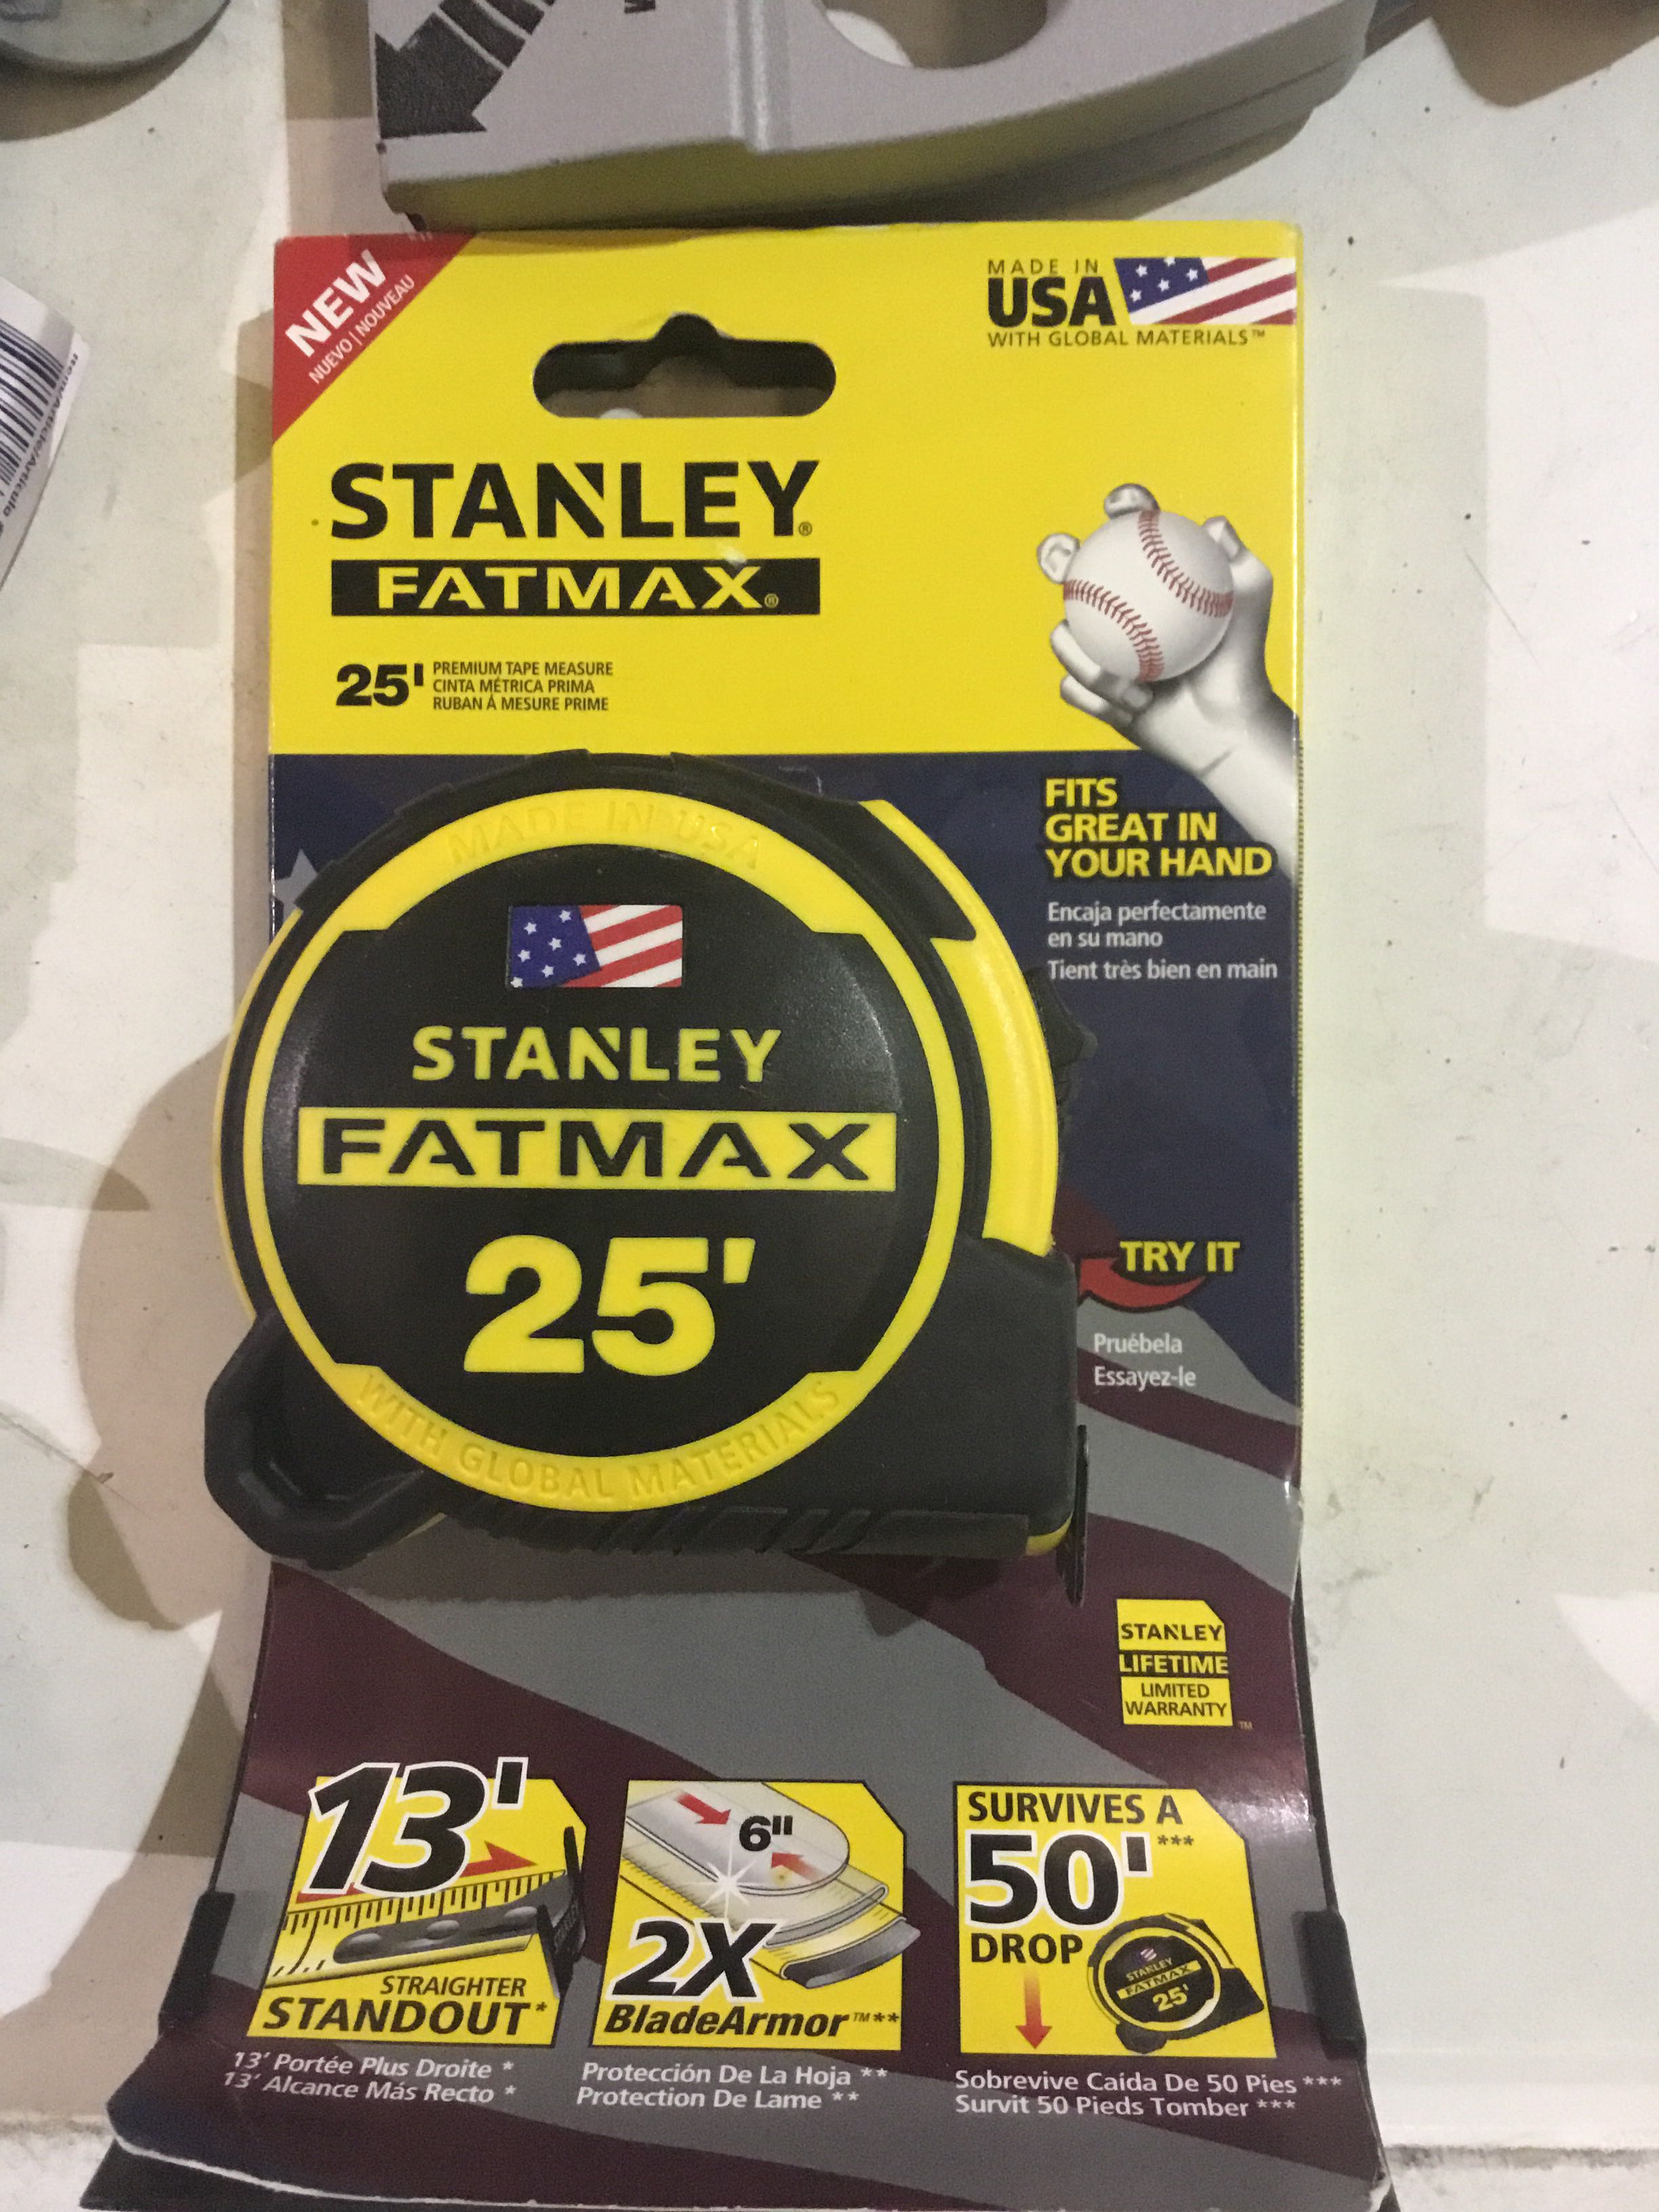 NEW
NUEVO | NOUVEAU
MADE IN
USA
WITH GLOBAL MATERIALS™
STANLEY®
FATMAX®
25' PREMIUM TAPE MEASURE
CINTA MÉTRICA PRIMA
RUBAN À MESURE PRIME
FITS
GREAT IN
YOUR HAND
Encaja perfectamente
en su mano
Tient très bien en main
MADE IN USA
STANLEY
FATMAX
25'
WITH GLOBAL MATERIALS
TRY IT
Pruébela
Essayez-le
STANLEY
LIFETIME
LIMITED
WARRANTY
TM
13'
STRAIGHTER
STANDOUT*
13' Portée Plus Droite *
13' Alcance Más Recto *
6"
2X
BladeArmor™**
Protección De La Hoja **
Protection De Lame **
SURVIVES A
50'***
DROP
STANLEY
FATMAX
25'
Sobrevive Caída De 50 Pies ***
Survit 50 Pieds Tomber ***